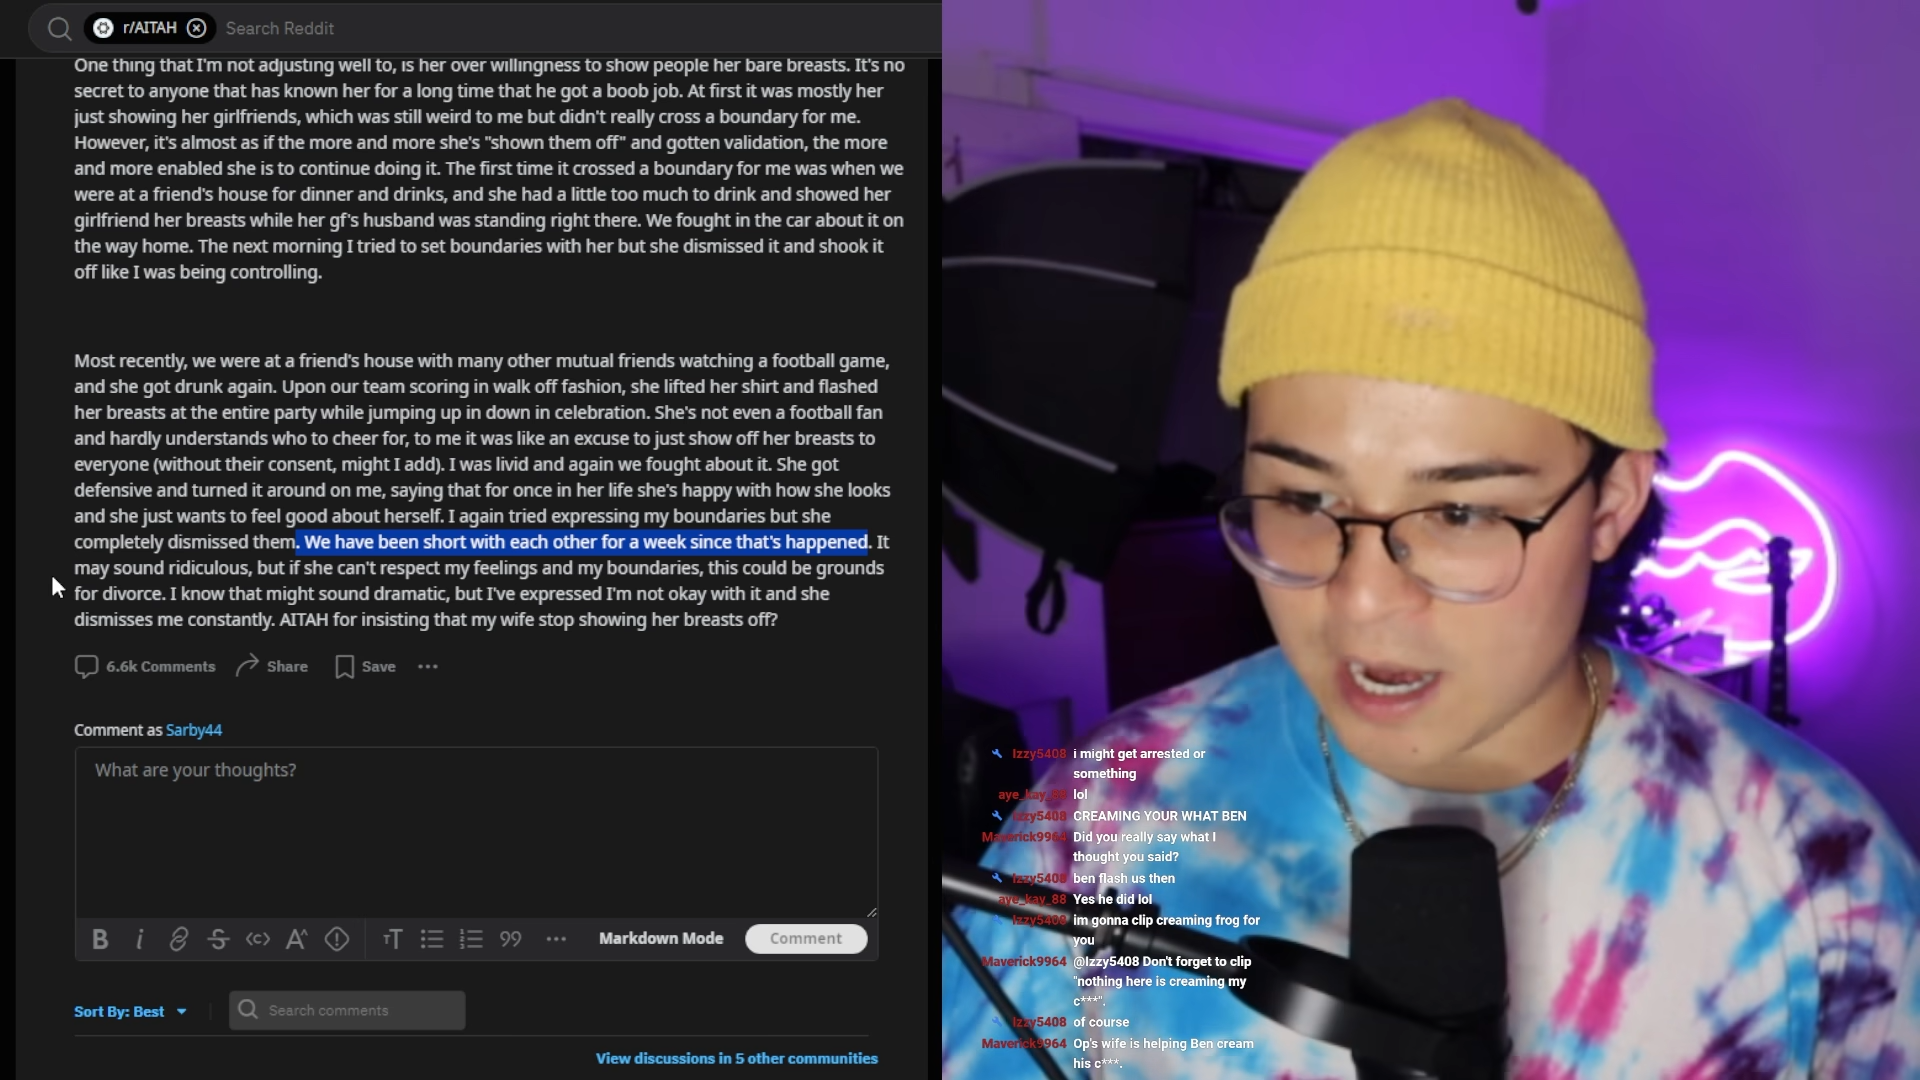 r/AITAH
Search Reddit
One thing that I'm not adjusting well to, is her over willingness to show people her bare breasts. It's no
secret to anyone that has known her for a long time that he got a boob job. At first it was mostly her
just showing her girlfriends, which was still weird to me but didn't really cross a boundary for me.
However, it's almost as if the more and more she's "shown them off" and gotten validation, the more
and more enabled she is to continue doing it. The first time it crossed a boundary for me was when we
were at a friend's house for dinner and drinks, and she had a little too much to drink and showed her
girlfriend her breasts while her gf's husband was standing right there. We fought in the car about it on
the way home. The next morning I tried to set boundaries with her but she dismissed it and shook it
off like I was being controlling.
Most recently, we were at a friend's house with many other mutual friends watching a football game,
and she got drunk again. Upon our team scoring in walk off fashion, she lifted her shirt and flashed
her breasts at the entire party while jumping up in down in celebration. She's not even a football fan
and hardly understands who to cheer for, to me it was like an excuse to just show off her breasts to
everyone (without their consent, might I add). I was livid and again we fought about it. She got
defensive and turned it around on me, saying that for once in her life she's happy with how she looks
and she just wants to feel good about herself. I again tried expressing my boundaries but she
completely dismissed them. We have been short with each other for a week since that's happened. It
may sound ridiculous, but if she can't respect my feelings and my boundaries, this could be grounds
for divorce. I know that might sound dramatic, but I've expressed I'm not okay with it and she
dismisses me constantly. AITAH for insisting that my wife stop showing her breasts off?
6.6k Comments
Share
Save
Comment as Sarby44
What are your thoughts?
Markdown Mode
Comment
Sort By: Best
Search comments
View discussions in 5 other communities
Izzy5408 i might get arrested or
something
aye_kay_88 lol
Izzy5408 CREAMING YOUR WHAT BEN
Maverick9964 Did you really say what I
thought you said?
Izzy5408 ben flash us then
aye_kay_88 Yes he did lol
Izzy5408 im gonna clip creaming frog for
you
Maverick9964 @Izzy5408 Don't forget to clip
"nothing here is creaming my
c***".
Izzy5408 of course
Maverick9964 Op's wife is helping Ben cream
his c***.